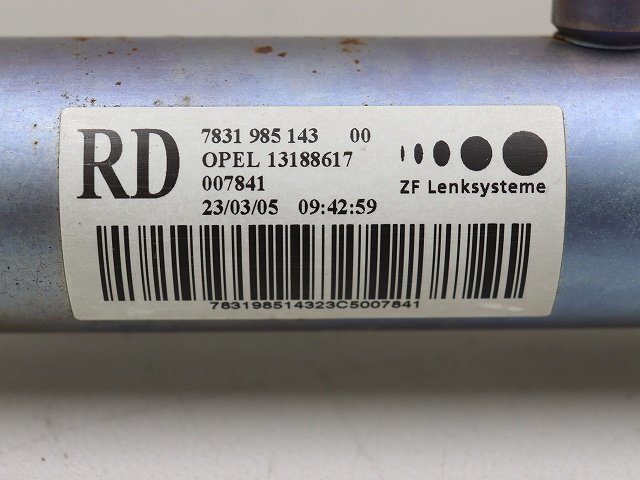 RD
7831 985 143 00
OPEL 13188617
007841
23/03/05 09:42:59
ZF Lenksysteme
783198514323C5007841